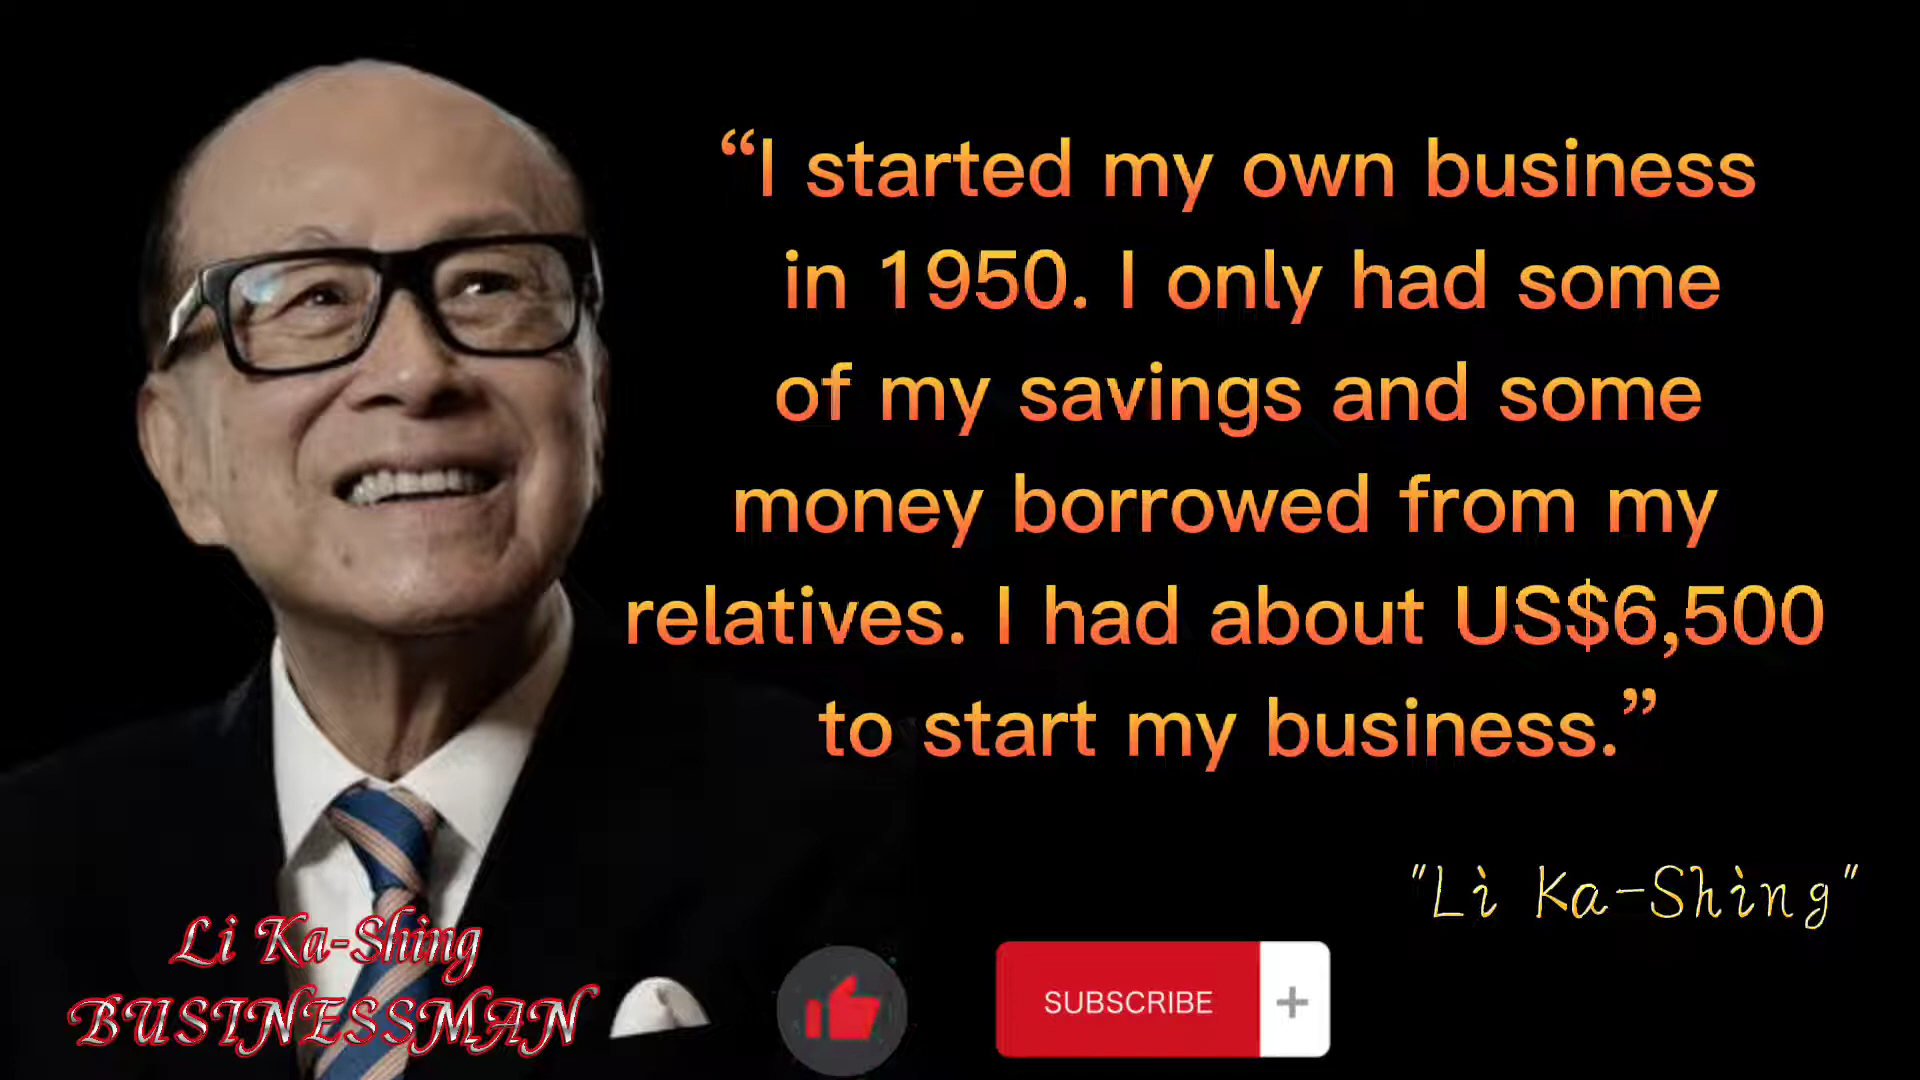 “I started my own business
in 1950. I only had some
of my savings and some
money borrowed from my
relatives. I had about US$6,500
to start my business.”
"Li Ka-Shing"
Li Ka-Shing
BUSINESSMAN
SUBSCRIBE +